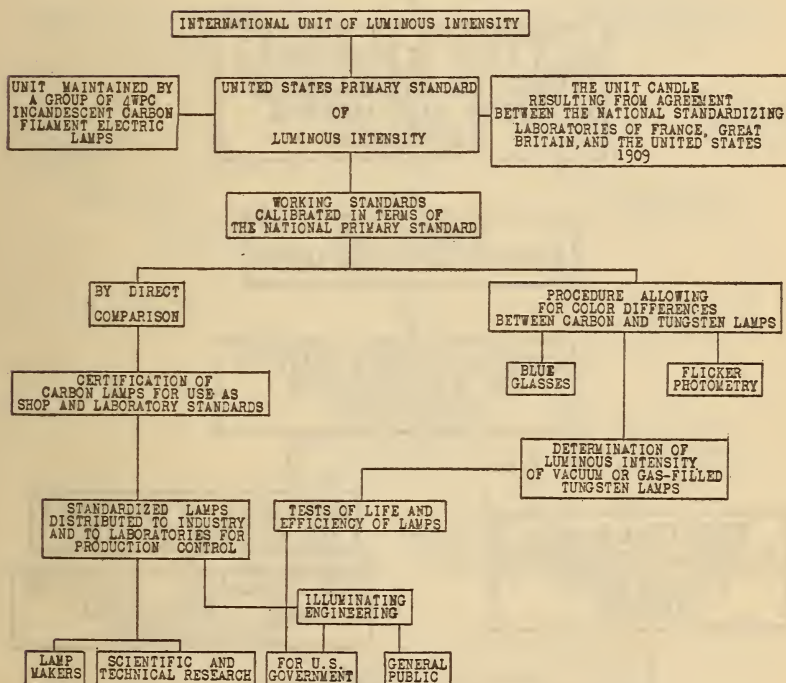 INTERNATIONAL UNIT OF LUMINOUS INTENSITY
UNIT MAINTAINED BY
A GROUP OF 4WPC
INCANDESCENT CARBON
FILAMENT ELECTRIC
LAMPS
UNITED STATES PRIMARY STANDARD
OF
LUMINOUS INTENSITY
THE UNIT CANDLE
RESULTING FROM AGREEMENT
BETWEEN THE NATIONAL STANDARDIZING
LABORATORIES OF FRANCE, GREAT
BRITAIN, AND THE UNITED STATES
1909
WORKING STANDARDS
CALIBRATED IN TERMS OF
THE NATIONAL PRIMARY STANDARD
BY DIRECT
COMPARISON
PROCEDURE ALLOWING
FOR COLOR DIFFERENCES
BETWEEN CARBON AND TUNGSTEN LAMPS
BLUE
GLASSES
FLICKER
PHOTOMETRY
CERTIFICATION OF
CARBON LAMPS FOR USE AS
SHOP AND LABORATORY STANDARDS
DETERMINATION OF
LUMINOUS INTENSITY
OF VACUUM OR GAS-FILLED
TUNGSTEN LAMPS
STANDARDIZED LAMPS
DISTRIBUTED TO INDUSTRY
AND TO LABORATORIES FOR
PRODUCTION CONTROL
TESTS OF LIFE AND
EFFICIENCY OF LAMPS
ILLUMINATING
ENGINEERING
LAMP
MAKERS
SCIENTIFIC AND
TECHNICAL RESEARCH
FOR U.S.
GOVERNMENT
GENERAL
PUBLIC